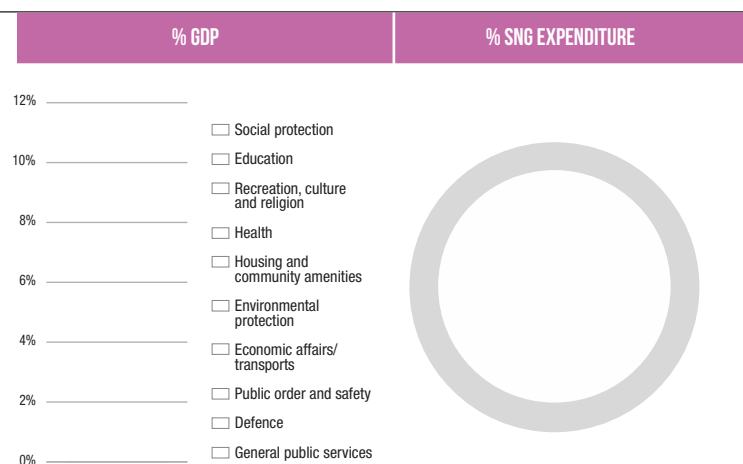 % GDP
% SNG EXPENDITURE
12%
10%
8%
6%
4%
2%
0%
Social protection
Education
Recreation, culture
and religion
Health
Housing and
community amenities
Environmental
protection
Economic affairs/
transports
Public order and safety
Defence
General public services